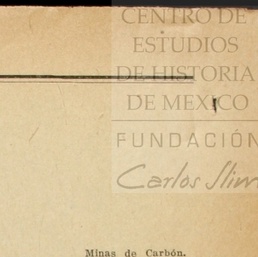 CENTRO DE
ESTUDIOS
DE HISTORIA
DE MEXICO
FUNDACIÓN
Carlos Slim
Minas de Carbón.